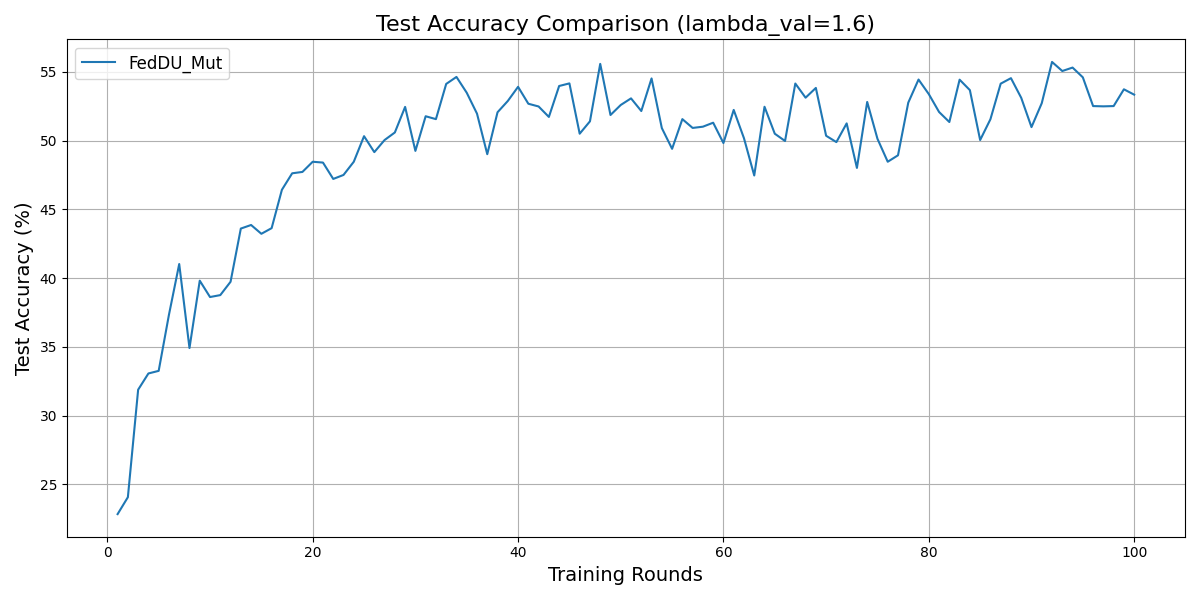 Test Accuracy Comparison (lambda_val=1.6)
FedDU_Mut
Test Accuracy (%)
55
50
45
40
35
30
25
0 20 40 60 80 100
Training Rounds